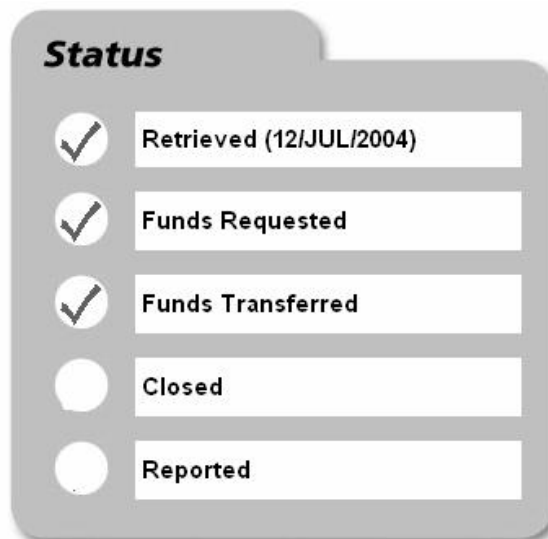 Status
Retrieved (12/JUL/2004)
Funds Requested
Funds Transferred
Closed
Reported